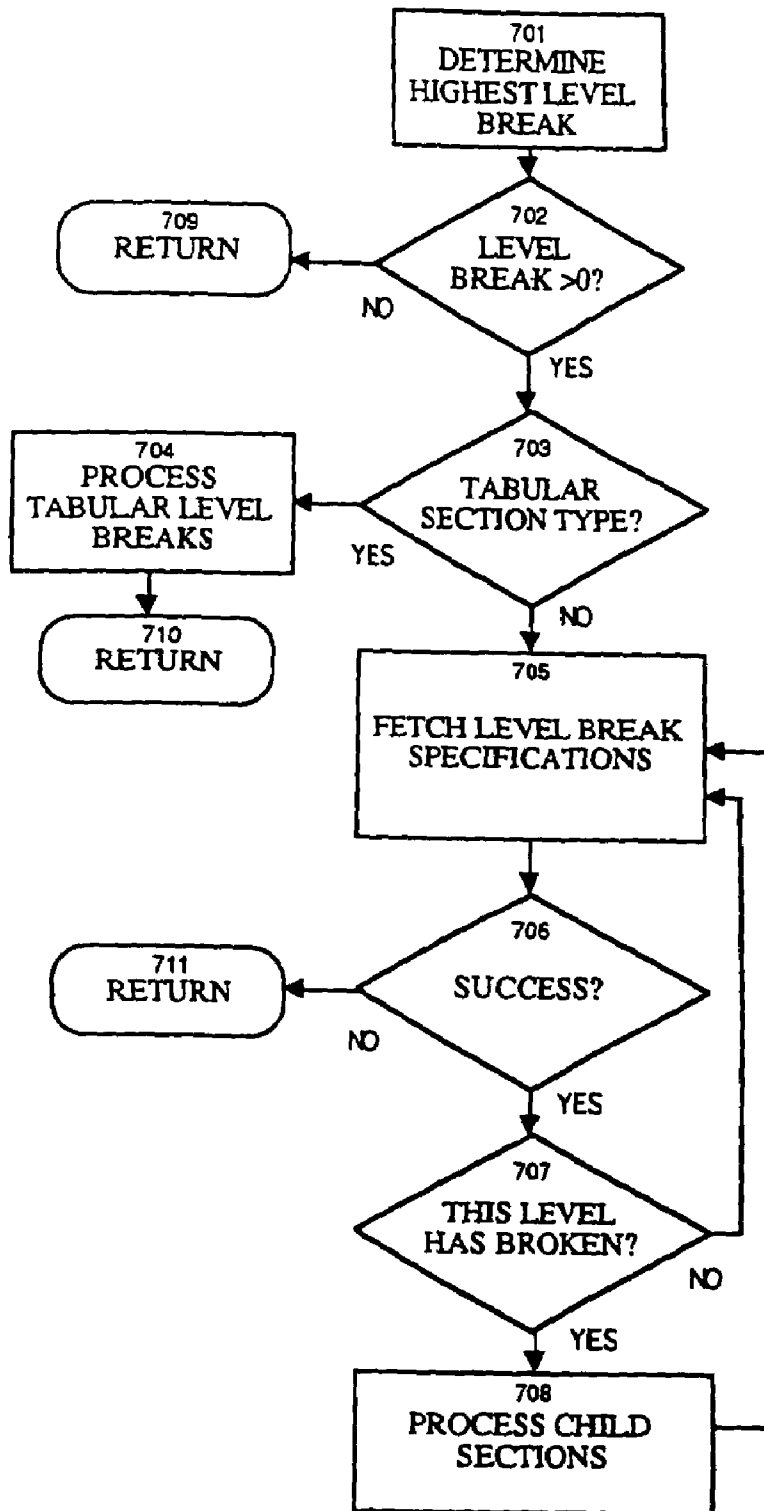 701
DETERMINE
HIGHEST LEVEL
BREAK
702
LEVEL
BREAK >0?
709
RETURN
NO
YES
703
TABULAR
SECTION TYPE?
704
PROCESS
TABULAR LEVEL
BREAKS
YES
NO
710
RETURN
705
FETCH LEVEL BREAK
SPECIFICATIONS
706
SUCCESS?
711
RETURN
NO
YES
707
THIS LEVEL
HAS BROKEN?
NO
YES
708
PROCESS CHILD
SECTIONS